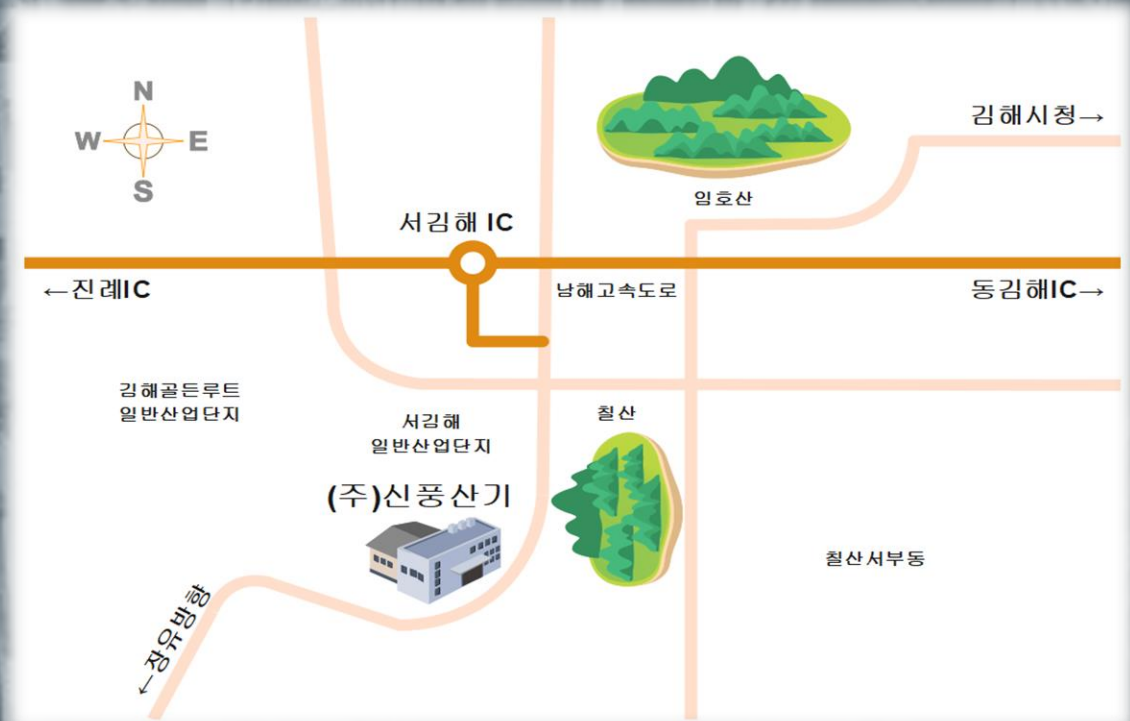 N
W E
S
김해시청→
임호산
서김해 IC
←진례IC
남해고속도로
동김해IC→
김해골든루트
일반산업단지
서김해
일반산업단지
칠산
(주)신풍산기
칠산서부동
←장유방향